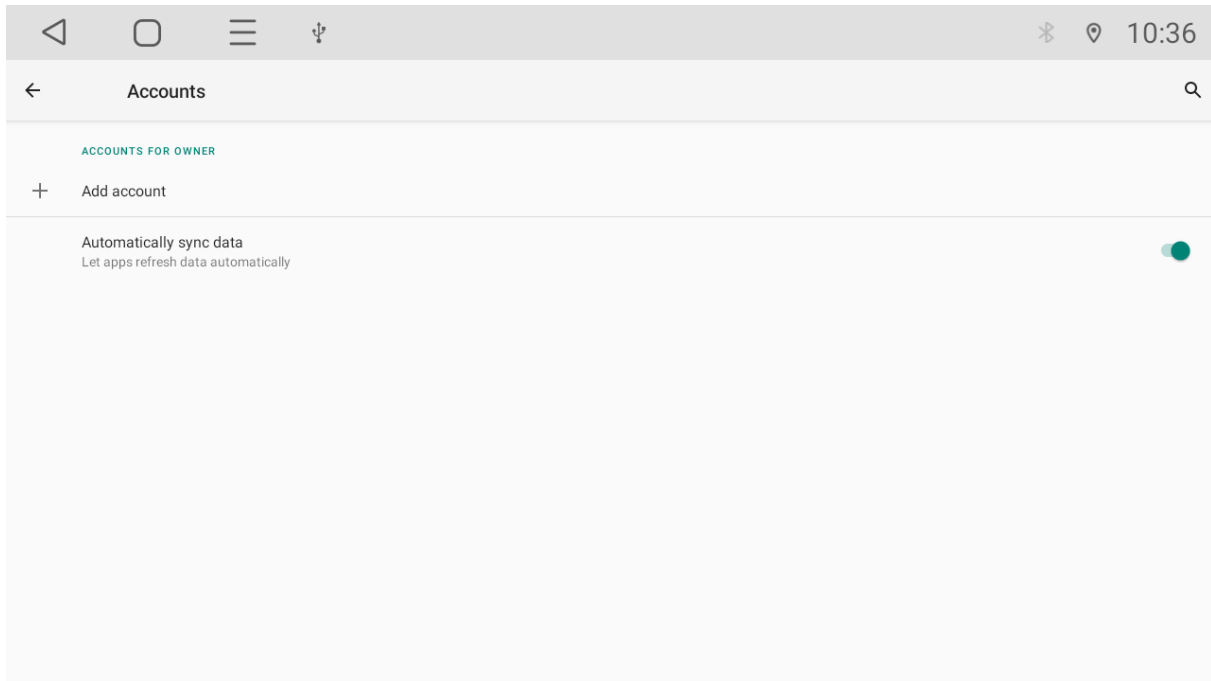 10:36
Accounts
ACCOUNTS FOR OWNER
Add account
Automatically sync data
Let apps refresh data automatically